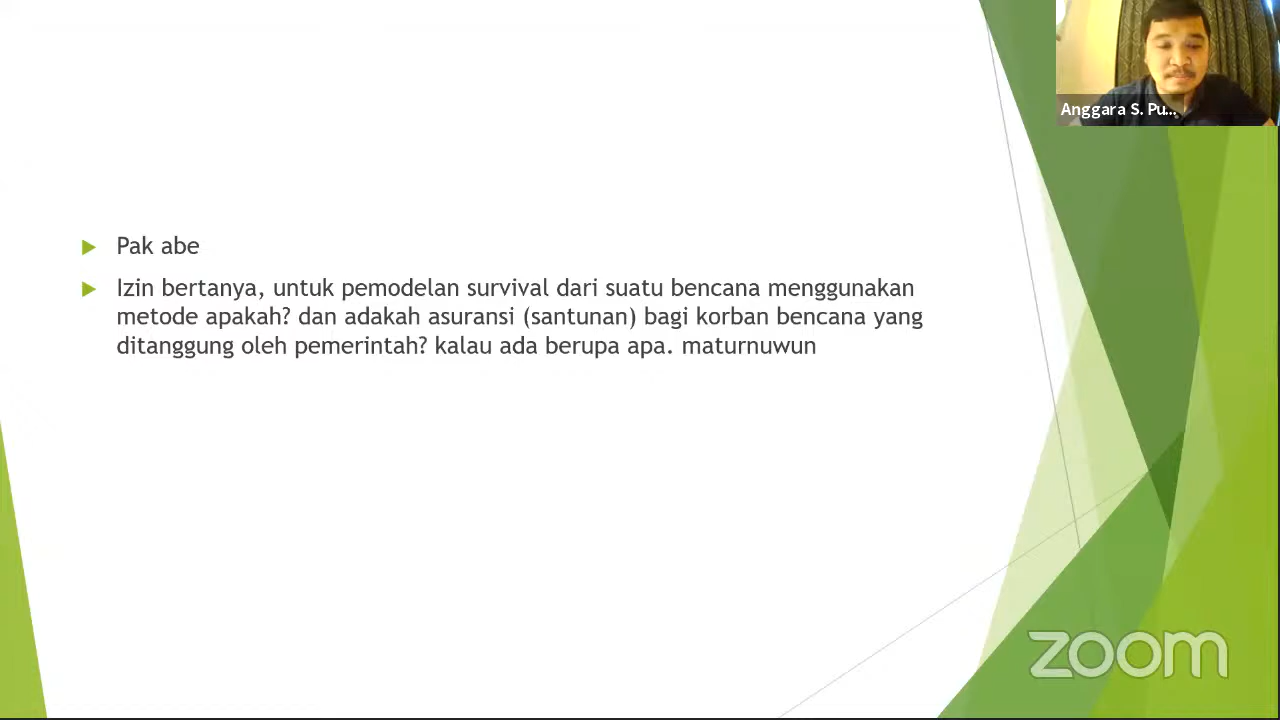 Anggara S. Pu...
Pak abe
Izin bertanya, untuk pemodelan survival dari suatu bencana menggunakan
metode apakah? dan adakah asuransi (santunan) bagi korban bencana yang
ditanggung oleh pemerintah? kalau ada berupa apa. maturnuwun
zoom